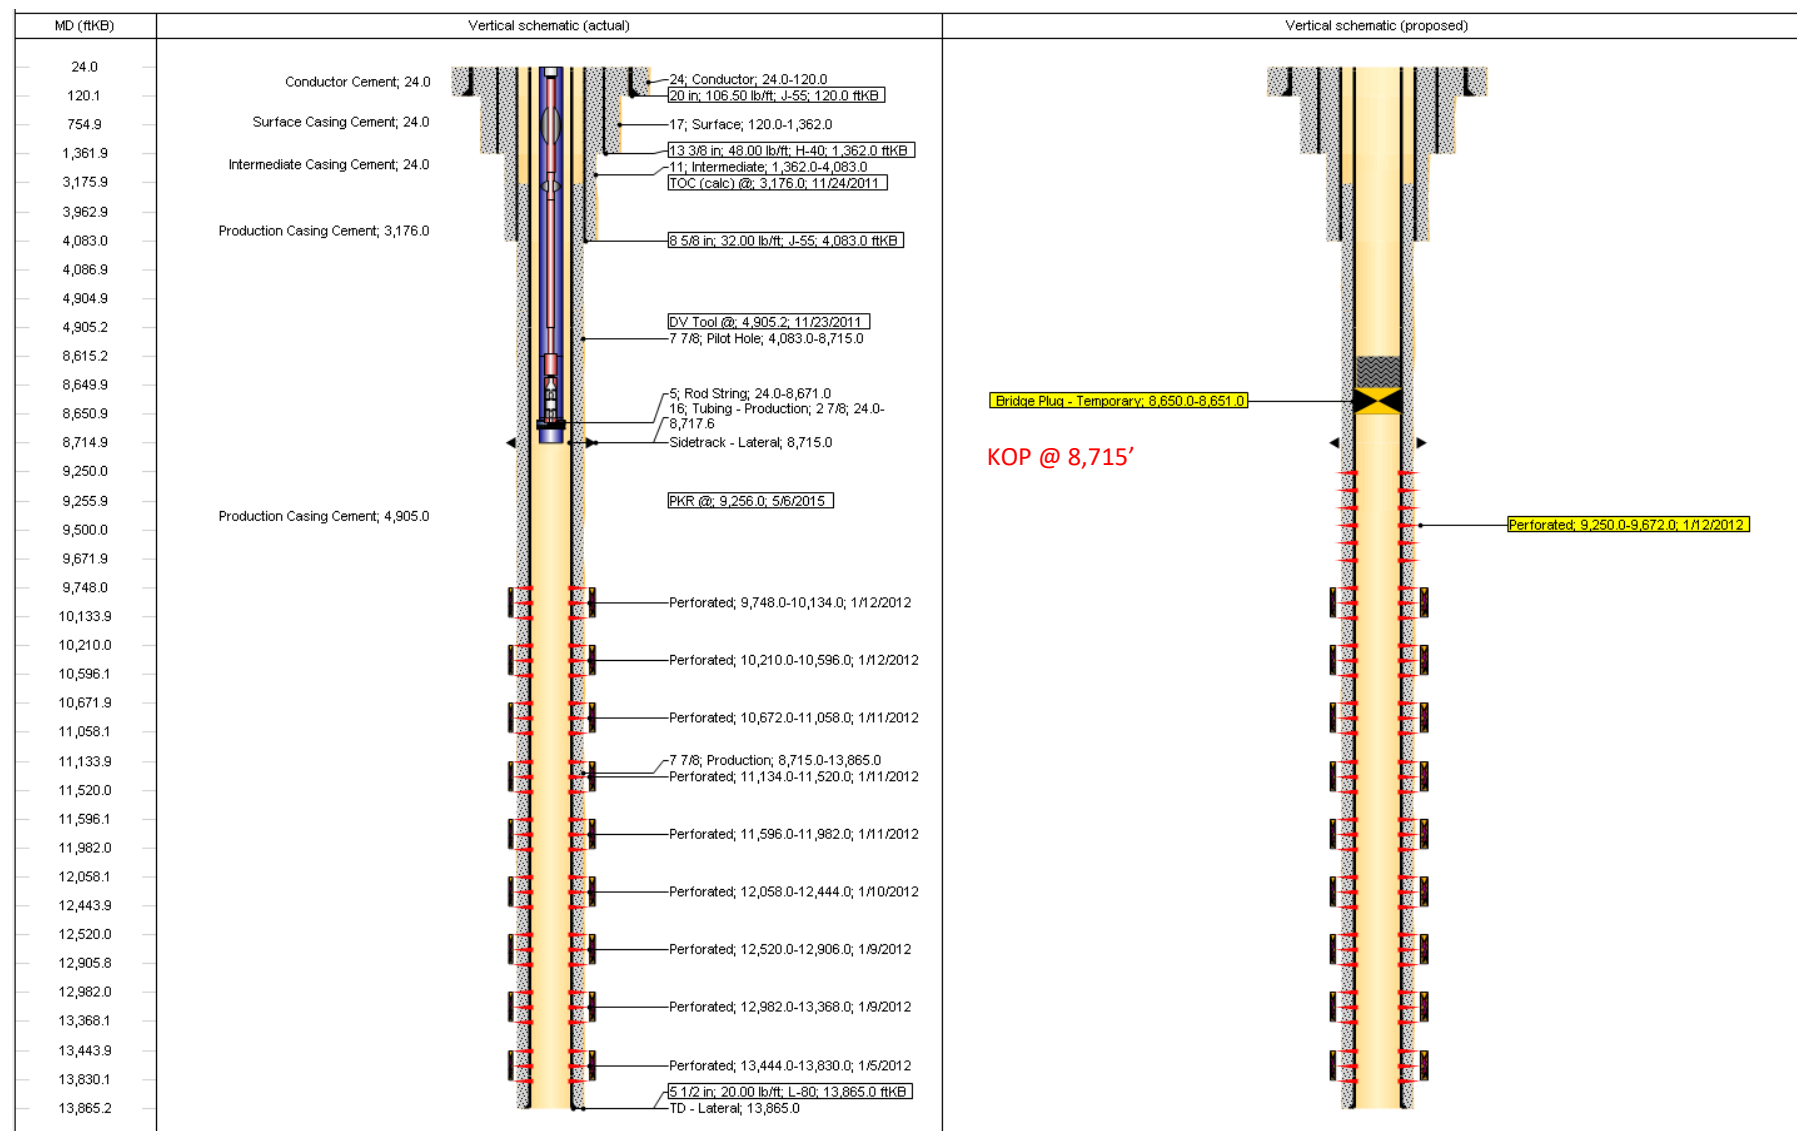 MD (ftKB)
Vertical schematic (actual)
Vertical schematic (proposed)
24.0
120.1
754.9
1,361.9
3,175.9
3,962.9
4,083.0
4,086.9
4,904.9
4,905.2
8,615.2
8,649.9
8,650.9
8,714.9
9,250.0
9,255.9
9,500.0
9,671.9
9,748.0
10,133.9
10,210.0
10,596.1
10,671.9
11,058.1
11,133.9
11,520.0
11,596.1
11,982.0
12,058.1
12,443.9
12,520.0
12,905.8
12,982.0
13,368.1
13,443.9
13,830.1
13,865.2
Conductor Cement; 24.0
Surface Casing Cement; 24.0
Intermediate Casing Cement; 24.0
Production Casing Cement; 3,176.0
Production Casing Cement; 4,905.0
24; Conductor; 24.0-120.0
20 in; 106.50 lb/ft; J-55; 120.0 ftKB
17; Surface; 120.0-1,362.0
13 3/8 in; 48.00 lb/ft; H-40; 1,362.0 ftKB
11; Intermediate; 1,362.0-4,083.0
TOC (calc) @; 3,176.0; 11/24/2011
8 5/8 in; 32.00 lb/ft; J-55; 4,083.0 ftKB
DV Tool @; 4,905.2; 11/23/2011
7 7/8; Pilot Hole; 4,083.0-8,715.0
5; Rod String; 24.0-8,671.0
16; Tubing - Production; 2 7/8; 24.0-
8,717.6
Sidetrack - Lateral; 8,715.0
PKR @; 9,256.0; 5/6/2015
Perforated; 9,748.0-10,134.0; 1/12/2012
Perforated; 10,210.0-10,596.0; 1/12/2012
Perforated; 10,672.0-11,058.0; 1/11/2012
7 7/8; Production; 8,715.0-13,865.0
Perforated; 11,134.0-11,520.0; 1/11/2012
Perforated; 11,596.0-11,982.0; 1/11/2012
Perforated; 12,058.0-12,444.0; 1/10/2012
Perforated; 12,520.0-12,906.0; 1/9/2012
Perforated; 12,982.0-13,368.0; 1/9/2012
Perforated; 13,444.0-13,830.0; 1/5/2012
5 1/2 in; 20.00 lb/ft; L-80; 13,865.0 ftKB
TD - Lateral; 13,865.0
Bridge Plug - Temporary; 8,650.0-8,651.0
KOP @ 8,715’
Perforated; 9,250.0-9,672.0; 1/12/2012